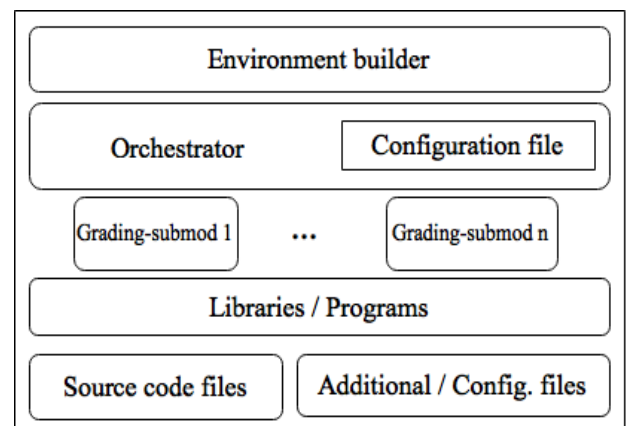 Environment builder
Orchestrator
Configuration file
Grading-submod 1
...
Grading-submod n
Libraries / Programs
Source code files
Additional / Config. files